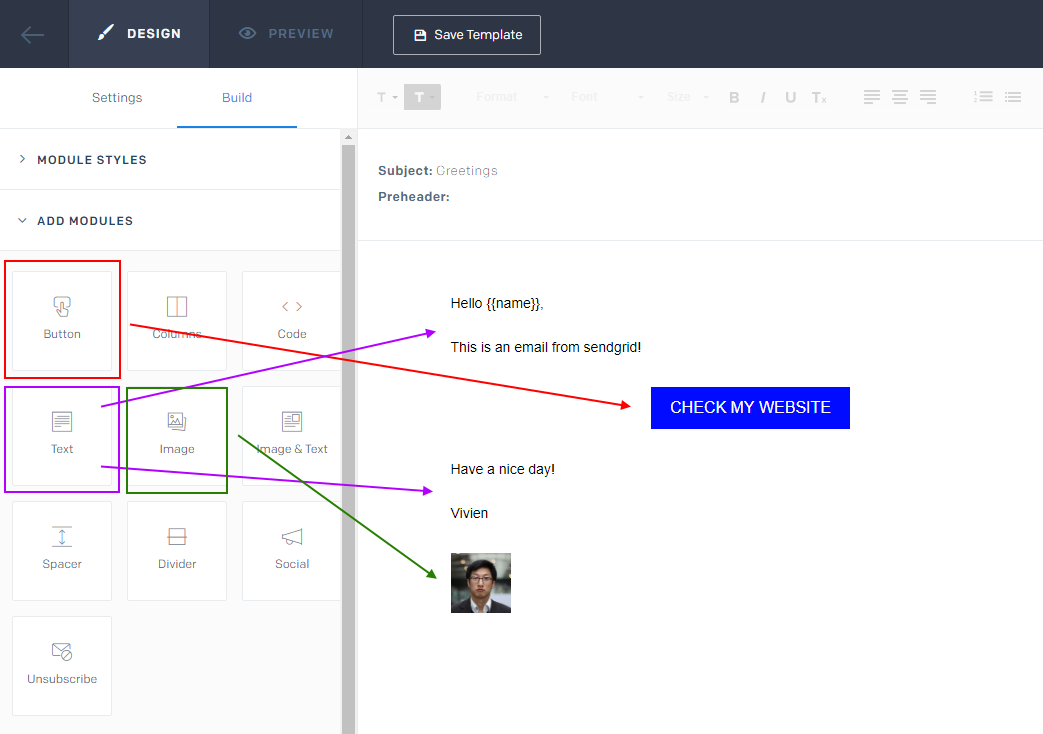 DESIGN
PREVIEW
Save Template
Settings
Build
T
T
Format
Font
Size
B
I
U
Tx
MODULE STYLES
ADD MODULES
Subject: Greetings
Preheader:
Button
Columns
Code
Text
Image
Image & Text
Spacer
Divider
Social
Unsubscribe
Hello {{name}},
This is an email from sendgrid!
CHECK MY WEBSITE
Have a nice day!
Vivien